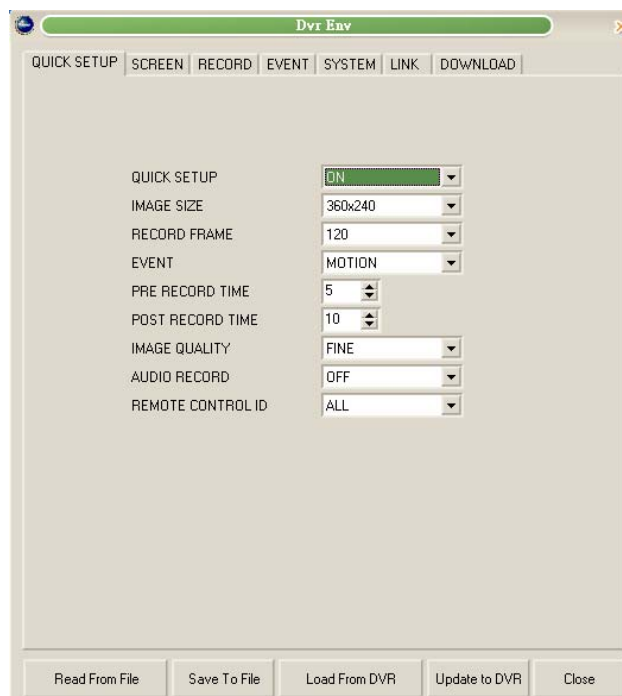 Dvr Env
QUICK SETUP SCREEN RECORD EVENT SYSTEM LINK DOWNLOAD
QUICK SETUP ON
IMAGE SIZE 360x240
RECORD FRAME 120
EVENT MOTION
PRE RECORD TIME 5
POST RECORD TIME 10
IMAGE QUALITY FINE
AUDIO RECORD OFF
REMOTE CONTROL ID ALL
Read From File Save To File Load From DVR Update to DVR Close